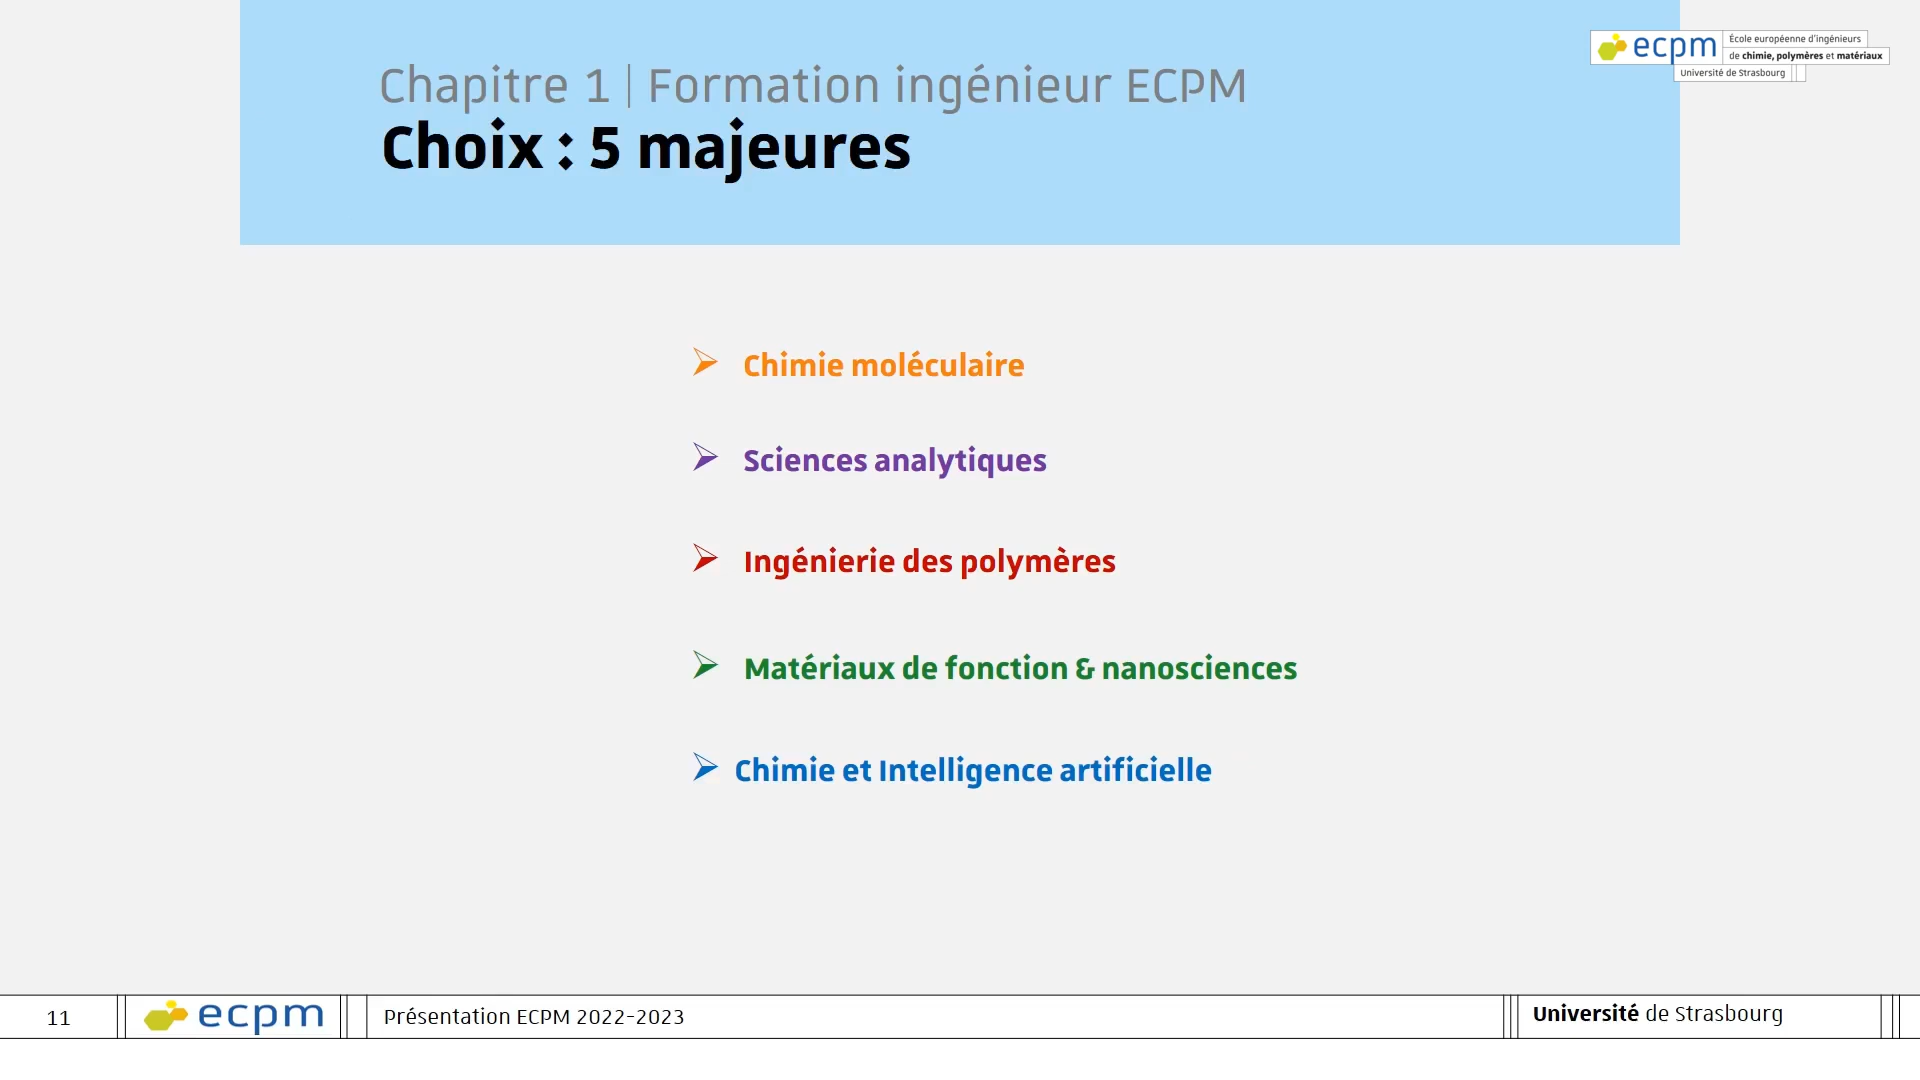 ecpm
École européenne d'ingénieurs
de chimie, polymères et matériaux
Université de Strasbourg
Chapitre 1 | Formation ingénieur ECPM
Choix : 5 majeures
➢ Chimie moléculaire
➢ Sciences analytiques
➢ Ingénierie des polymères
➢ Matériaux de fonction & nanosciences
➢ Chimie et Intelligence artificielle
11
ecpm
Présentation ECPM 2022-2023
Université de Strasbourg